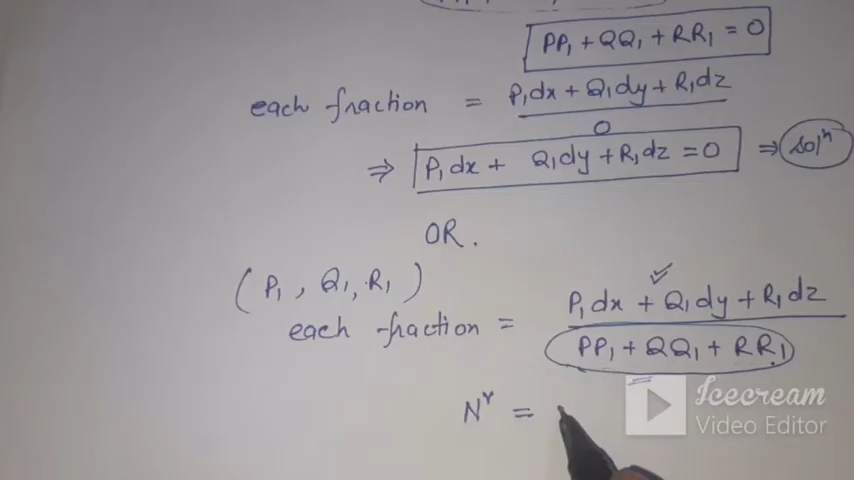 PP₁ + QQ₁ + RR₁ = 0
each fraction = P₁dx + Q₁dy + R₁dz
0
⇒ P₁dx + Q₁dy + R₁dz = 0 ⇒ solⁿ
OR.
(P₁, Q₁, R₁)
each fraction = P₁dx + Q₁dy + R₁dz
PP₁ + QQ₁ + RR₁
Nʳ =
Icecream
Video Editor